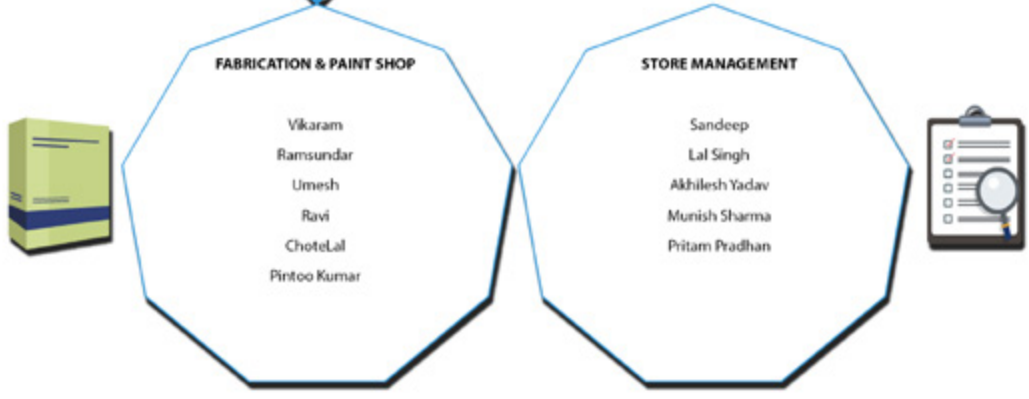 FABRICATION & PAINT SHOP
Vikaram
Ramsundar
Umesh
Ravi
ChoteLal
Pintoo Kumar
STORE MANAGEMENT
Sandeep
Lal Singh
Akhilesh Yadav
Munish Sharma
Pritam Pradhan